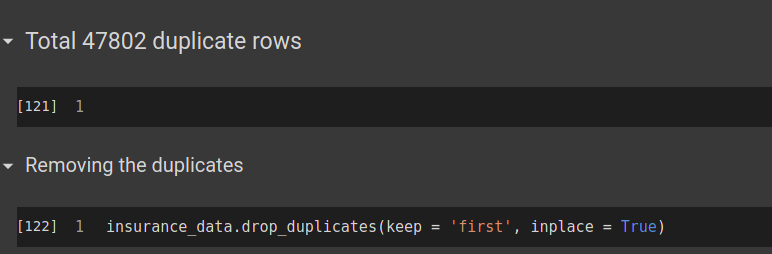 Total 47802 duplicate rows
[121] 1
Removing the duplicates
[122] 1 insurance_data.drop_duplicates(keep = 'first', inplace = True)